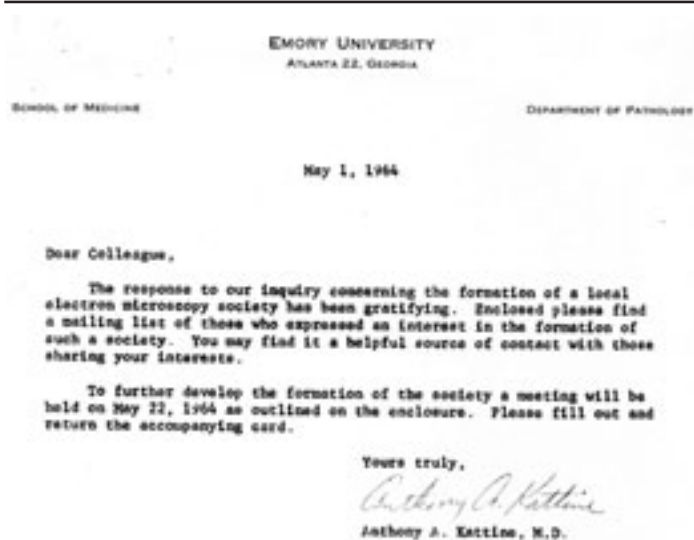 EMORY UNIVERSITY
ATLANTA 22, GEORGIA
SCHOOL OF MEDICINE DEPARTMENT OF PATHOLOGY
May 1, 1964
Dear Colleague,
The response to our inquiry concerning the formation of a local
electron microscopy society has been gratifying. Enclosed please find
a mailing list of those who expressed an interest in the formation of
such a society. You may find it a helpful source of contact with those
sharing your interests.
To further develop the formation of the society a meeting will be
held on May 22, 1964 as outlined on the enclosure. Please fill out and
return the accompanying card.
Yours truly,
Anthony A. Kattine
Anthony A. Kattine, M.D.